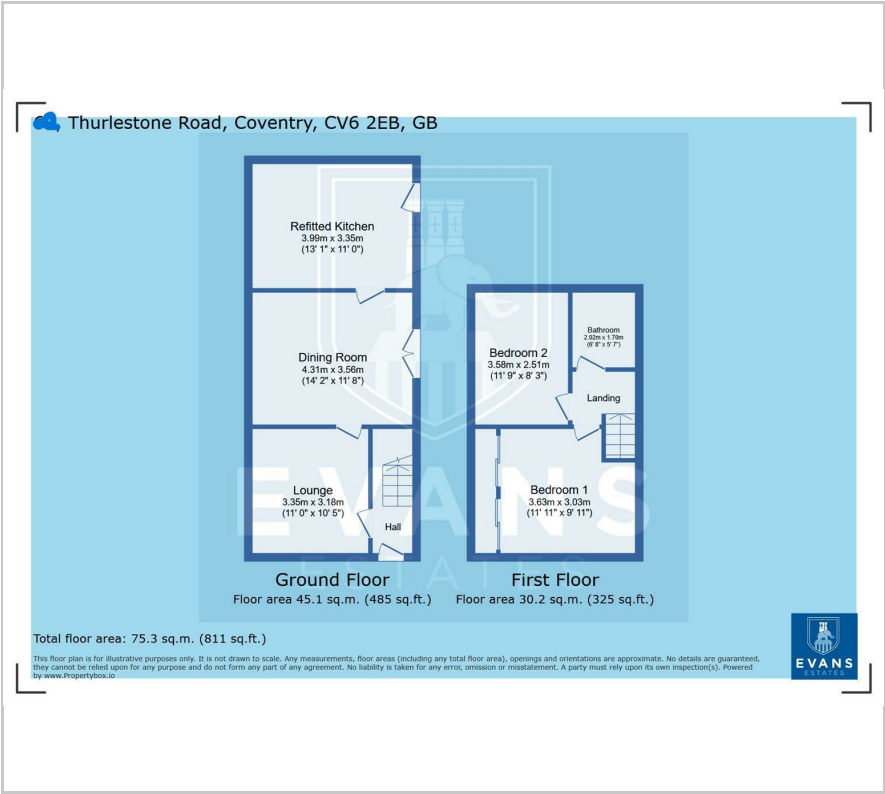 Thurlestone Road, Coventry, CV6 2EB, GB
Refitted Kitchen
3.99m x 3.35m
(13' 1" x 11' 0")
Dining Room
4.31m x 3.56m
(14' 2" x 11' 8")
Lounge
3.35m x 3.18m
(11' 0" x 10' 5")
Hall
Bedroom 2
3.58m x 2.51m
(11' 9" x 8' 3")
Bathroom
2.02m x 1.70m
(6' 8" x 5' 7")
Landing
Bedroom 1
3.63m x 3.03m
(11' 11" x 9' 11")
EVANS
ESTATES
Ground Floor
Floor area 45.1 sq.m. (485 sq.ft.)
First Floor
Floor area 30.2 sq.m. (325 sq.ft.)
Total floor area: 75.3 sq.m. (811 sq.ft.)
This floor plan is for illustrative purposes only. It is not drawn to scale. Any measurements, floor areas (including any total floor area), openings and orientations are approximate. No details are guaranteed,
they cannot be relied upon for any purpose and do not form any part of any agreement. No liability is taken for any error, omission or misstatement. A party must rely upon its own inspection(s). Powered
by www.Propertybox.io
EVANS
ESTATES